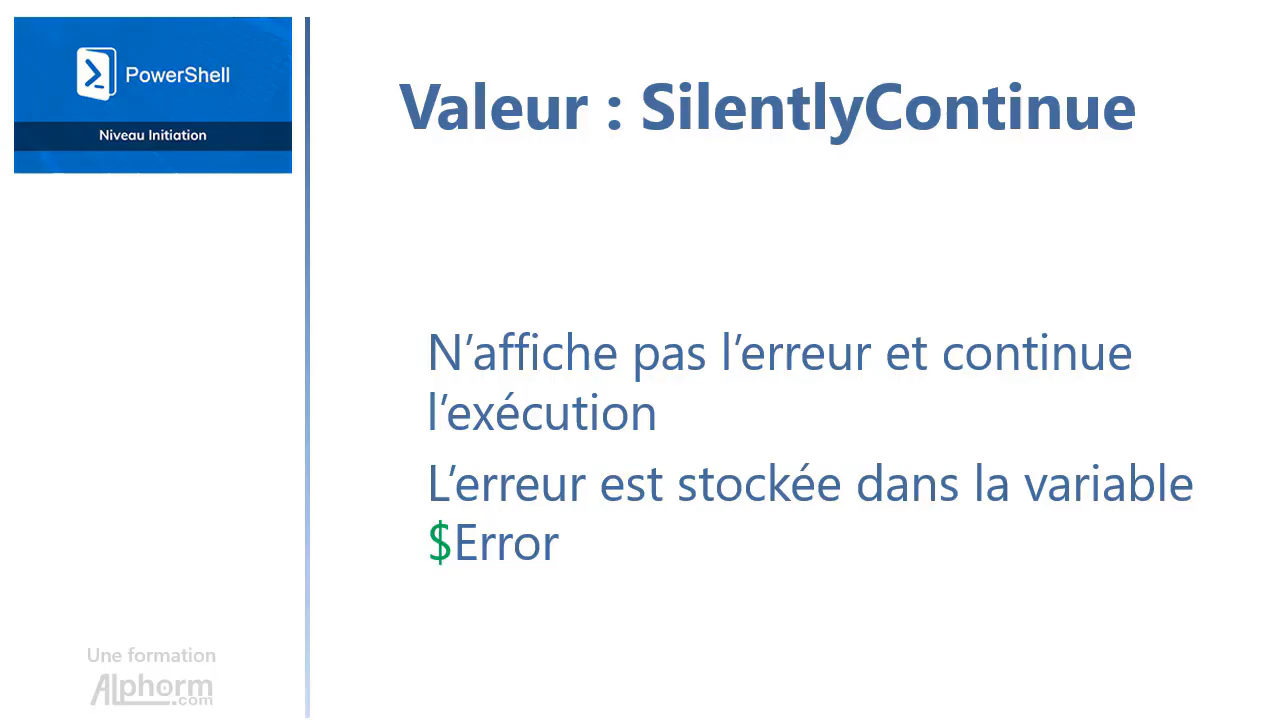 PowerShell
Niveau Initiation
Valeur : SilentlyContinue
N’affiche pas l’erreur et continue
l’exécution
L’erreur est stockée dans la variable
$Error
Une formation
Alphorm
.com